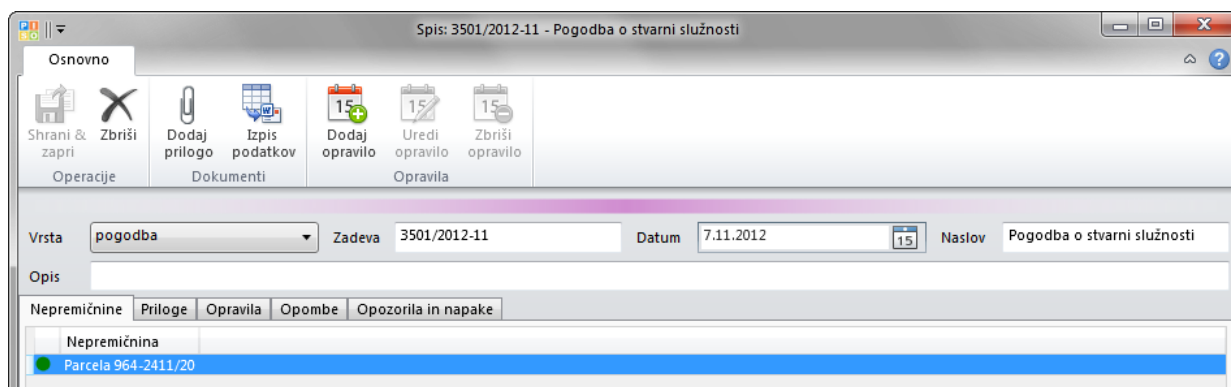 Spis: 3501/2012-11 - Pogodba o stvarni služnosti
Osnovno
Shrani & zapri
Zbriši
Dodaj prilogo
Izpis podatkov
Dodaj opravilo
Uredi opravilo
Zbriši opravilo
Operacije
Dokumenti
Opravila
Vrsta pogodba Zadeva 3501/2012-11 Datum 7.11.2012 15 Naslov Pogodba o stvarni služnosti
Opis
Nepremičnine Priloge Opravila Opombe Opozorila in napake
Nepremičnina
Parcela 964-2411/20